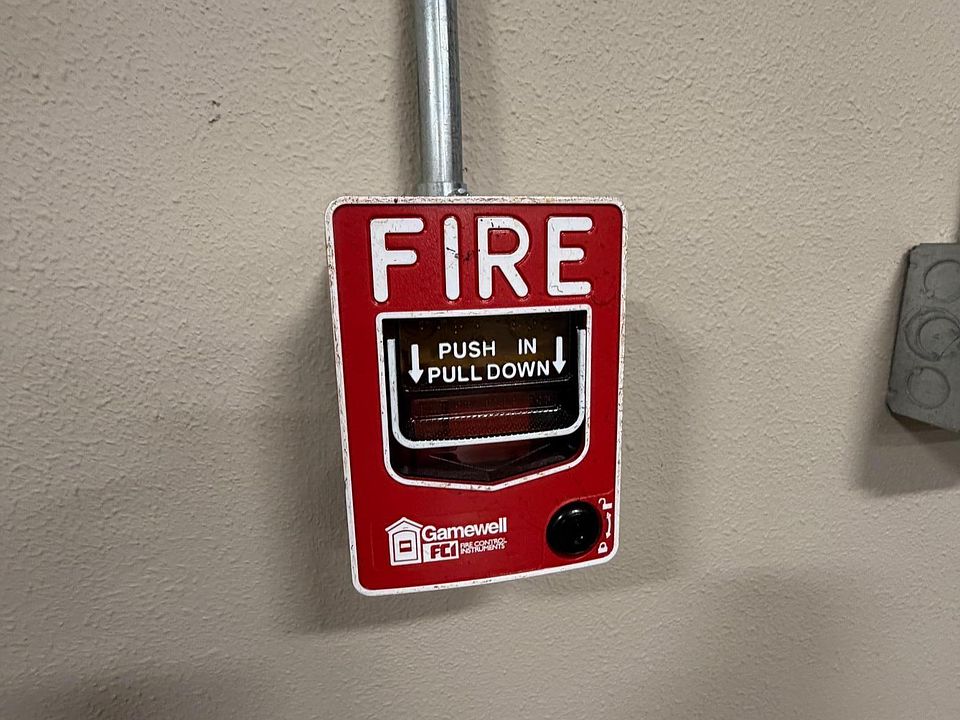 FIRE
PUSH IN
PULL DOWN
Gamewell
FCI FIRE CONTROL
INSTRUMENTS